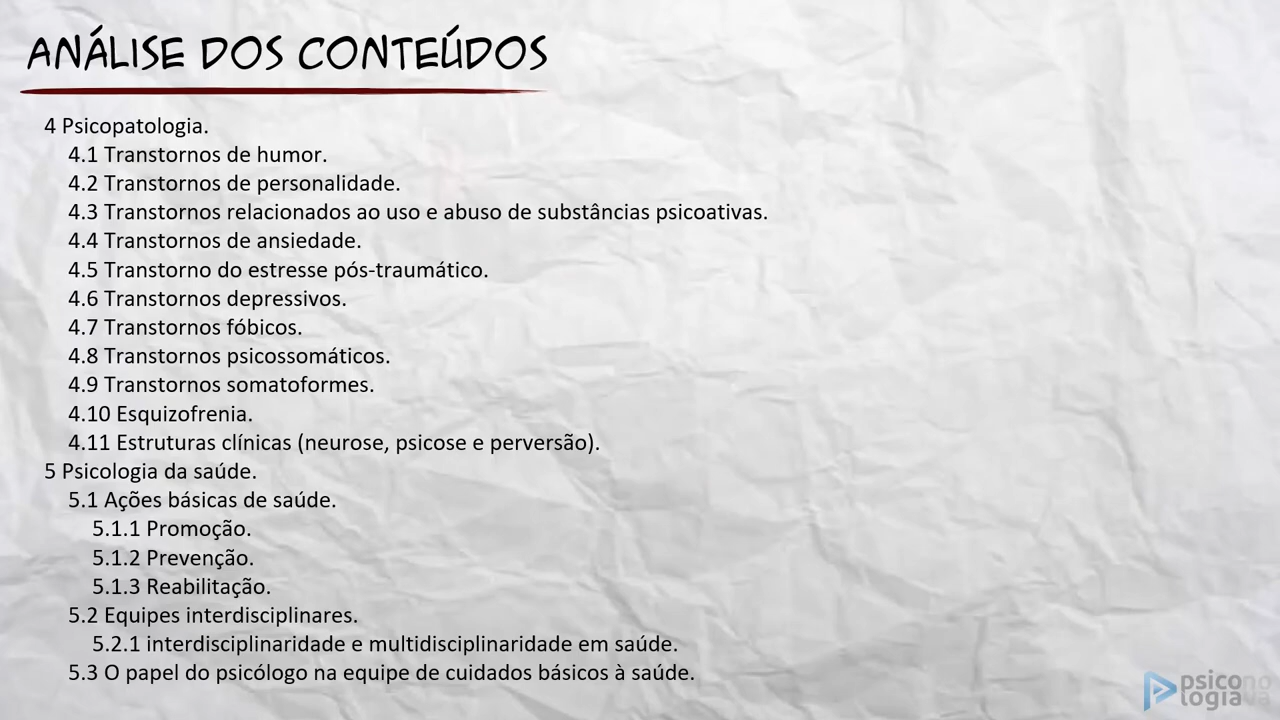 ANÁLISE DOS CONTEÚDOS
4 Psicopatologia.
4.1 Transtornos de humor.
4.2 Transtornos de personalidade.
4.3 Transtornos relacionados ao uso e abuso de substâncias psicoativas.
4.4 Transtornos de ansiedade.
4.5 Transtorno do estresse pós-traumático.
4.6 Transtornos depressivos.
4.7 Transtornos fóbicos.
4.8 Transtornos psicossomáticos.
4.9 Transtornos somatoformes.
4.10 Esquizofrenia.
4.11 Estruturas clínicas (neurose, psicose e perversão).
5 Psicologia da saúde.
5.1 Ações básicas de saúde.
5.1.1 Promoção.
5.1.2 Prevenção.
5.1.3 Reabilitação.
5.2 Equipes interdisciplinares.
5.2.1 interdisciplinaridade e multidisciplinaridade em saúde.
5.3 O papel do psicólogo na equipe de cuidados básicos à saúde.
psicono
logiava